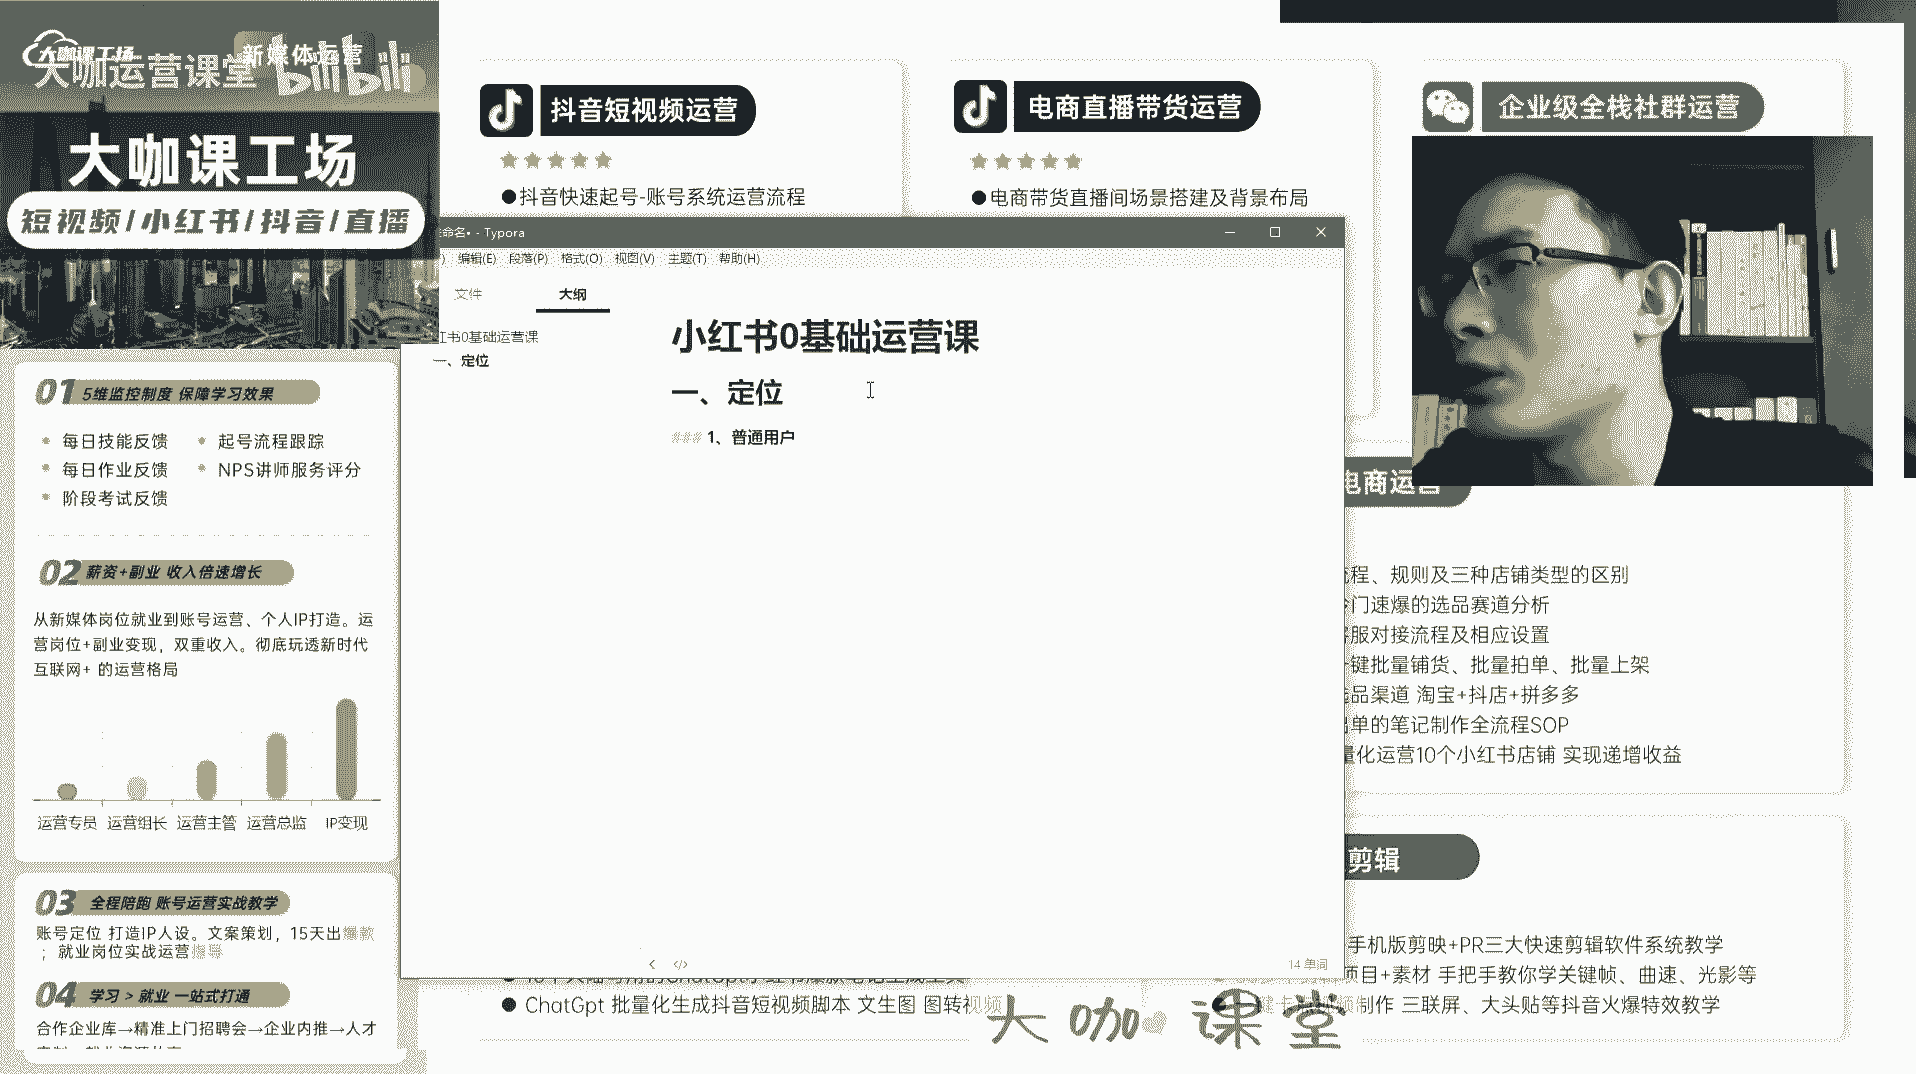 大咖课工场
新媒体运营
大咖运营课堂
bilibili
大咖课工场
短视频/小红书/抖音/直播
01 5维监控制度 保障学习效果
每日技能反馈
起号流程跟踪
每日作业反馈
NPS讲师服务评分
阶段考试反馈
02 薪资+副业 收入倍速增长
从新媒体岗位就业到账号运营、个人IP打造。运
营岗位+副业变现，双重收入。彻底玩透新时代
互联网+ 的运营格局
运营专员 运营组长 运营主管 运营总监 IP变现
03 全程陪跑 账号运营实战教学
账号定位 打造IP人设。文案策划，15天出爆款
；就业岗位实战运营指导
04 学习 > 就业 一站式打通
合作企业库→精准上门招聘会→企业内推→人才
抖音短视频运营
●抖音快速起号-账号系统运营流程
电商直播带货运营
●电商带货直播间场景搭建及背景布局
企业级全栈社群运营
命名• - Typora
编辑(E) 段落(P) 格式(O) 视图(V) 主题(T) 帮助(H)
文件 大纲
红书0基础运营课
一、定位
小红书0基础运营课
一、定位
### 1、普通用户
14 单词
电商运营
流程、规则及三种店铺类型的区别
冷门速爆的选品赛道分析
客服对接流程及相应设置
一键批量铺货、批量拍单、批量上架
选品渠道 淘宝+抖店+拼多多
出单的笔记制作全流程SOP
量化运营10个小红书店铺 实现递增收益
剪辑
手机版剪映+PR三大快速剪辑软件系统教学
项目+素材 手把手教你学关键帧、曲速、光影等
制作 三联屏、大头贴等抖音火爆特效教学
● ChatGpt 批量化生成抖音短视频脚本 文生图 图转视频
大咖课堂